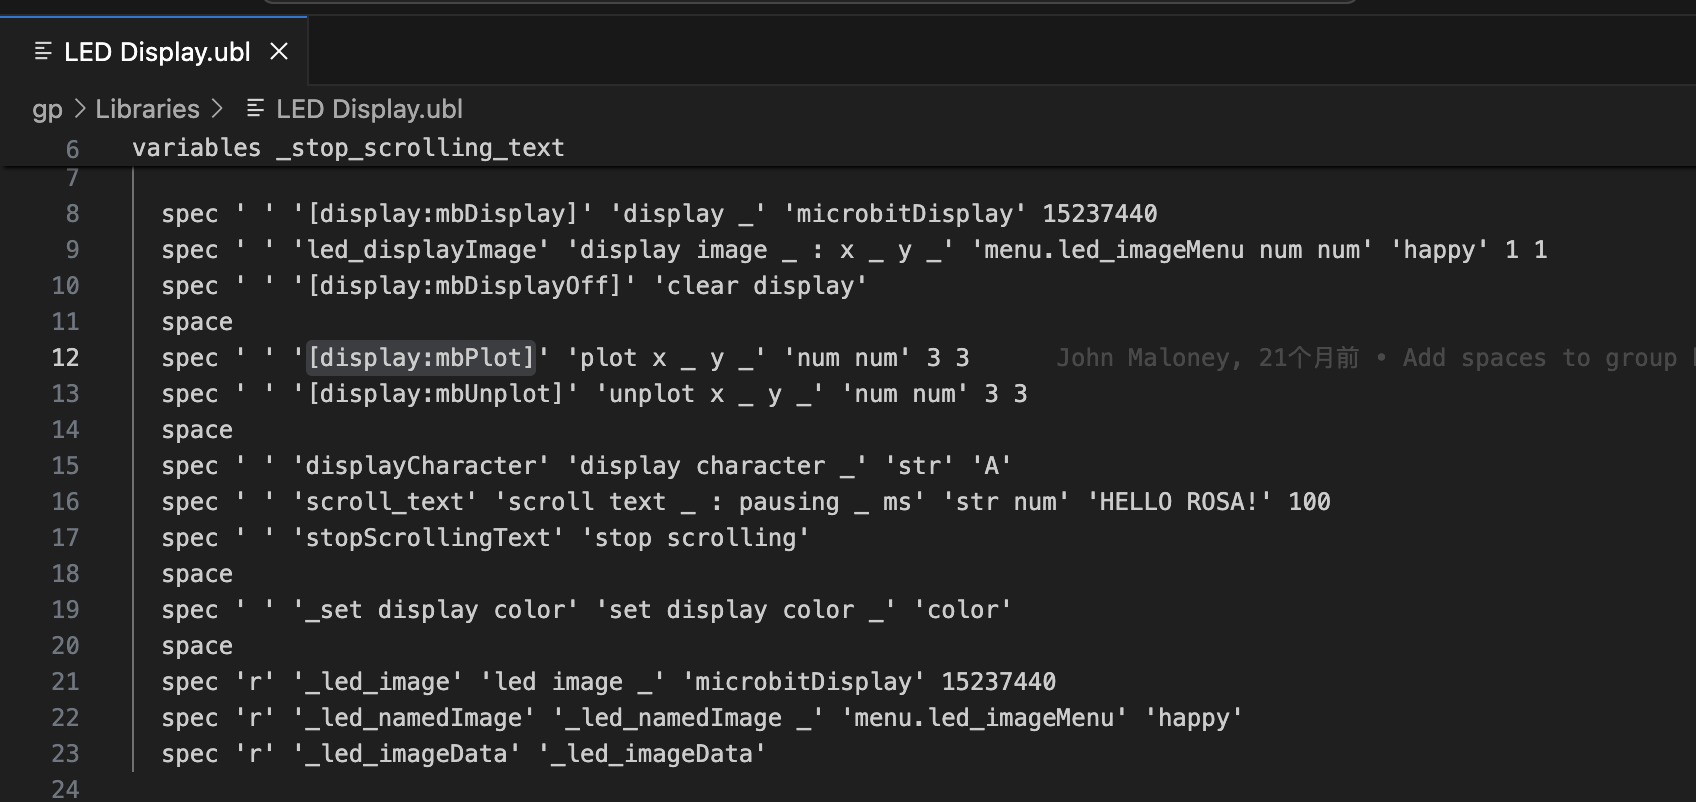 LED Display.ubl
gp > Libraries > LED Display.ubl
6 variables _stop_scrolling_text
7
8 spec ' ' '[display:mbDisplay]' 'display _' 'microbitDisplay' 15237440
9 spec ' ' 'led_displayImage' 'display image _ : x _ y _' 'menu.led_imageMenu num num' 'happy' 1 1
10 spec ' ' '[display:mbDisplayOff]' 'clear display'
11 space
12 spec ' ' '[display:mbPlot]' 'plot x _ y _' 'num num' 3 3 John Maloney, 21个月前 • Add spaces to group
13 spec ' ' '[display:mbUnplot]' 'unplot x _ y _' 'num num' 3 3
14 space
15 spec ' ' 'displayCharacter' 'display character _' 'str' 'A'
16 spec ' ' 'scroll_text' 'scroll text _ : pausing _ ms' 'str num' 'HELLO ROSA!' 100
17 spec ' ' 'stopScrollingText' 'stop scrolling'
18 space
19 spec ' ' '_set display color' 'set display color _' 'color'
20 space
21 spec 'r' '_led_image' 'led image _' 'microbitDisplay' 15237440
22 spec 'r' '_led_namedImage' '_led_namedImage _' 'menu.led_imageMenu' 'happy'
23 spec 'r' '_led_imageData' '_led_imageData'
24